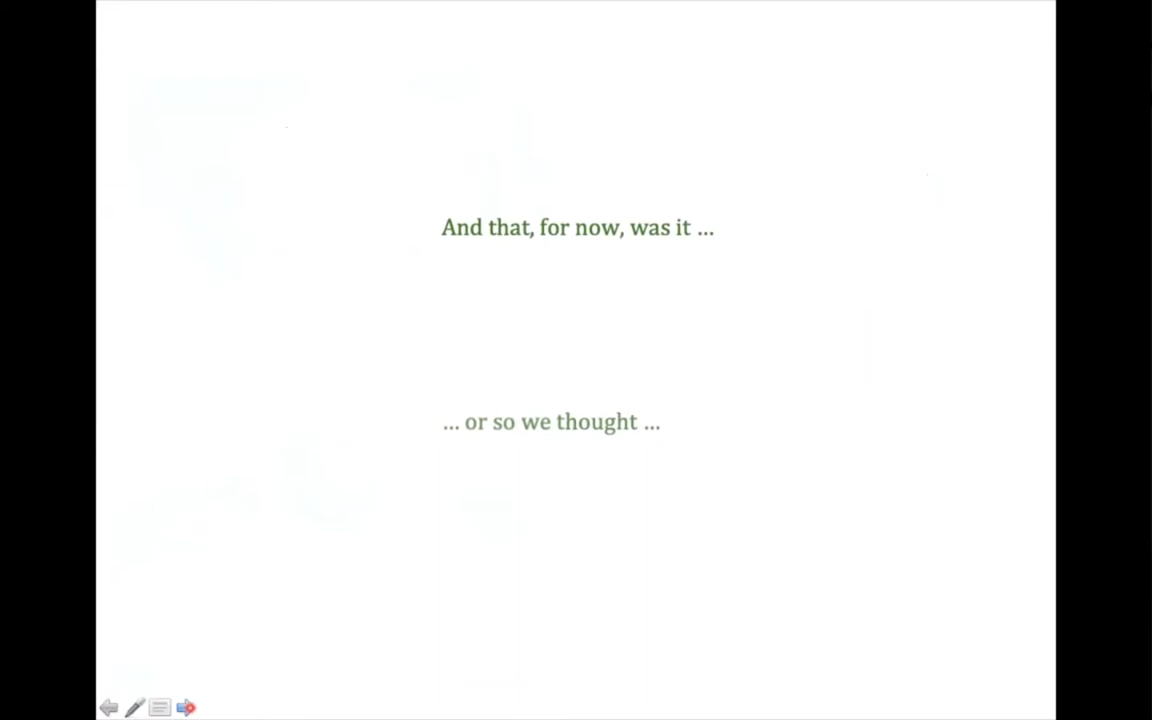 And that, for now, was it ...
... or so we thought ...